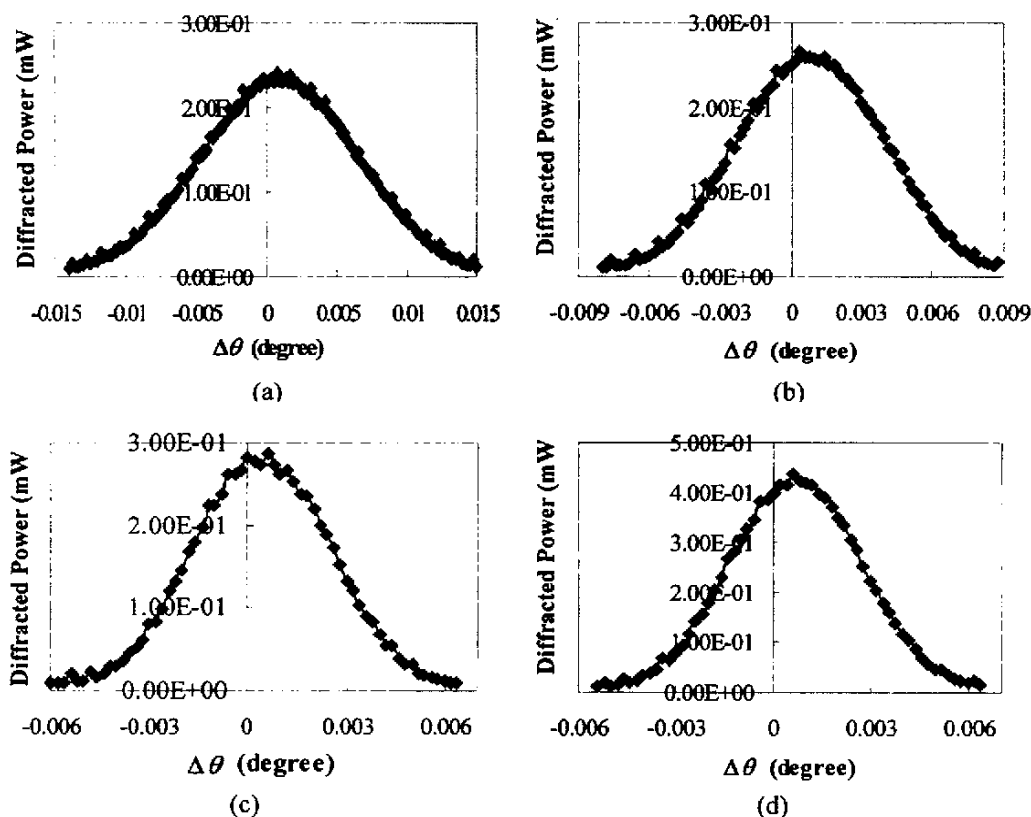 Diffracted Power (mW
3.00E-01
2.00E-01
1.00E-01
0.00E+00
-0.015 -0.01 -0.005 0 0.005 0.01 0.015
Δθ (degree)
(a)
Diffracted Power (mW
3.00E-01
2.00E-01
1.00E-01
0.00E+00
-0.009 -0.006 -0.003 0 0.003 0.006 0.009
Δθ (degree)
(b)
Diffracted Power (mW
3.00E-01
2.00E-01
1.00E-01
0.00E+00
-0.006 -0.003 0 0.003 0.006
Δθ (degree)
(c)
Diffracted Power (mW
5.00E-01
4.00E-01
3.00E-01
2.00E-01
1.00E-01
0.00E+00
-0.006 -0.003 0 0.003 0.006
Δθ (degree)
(d)